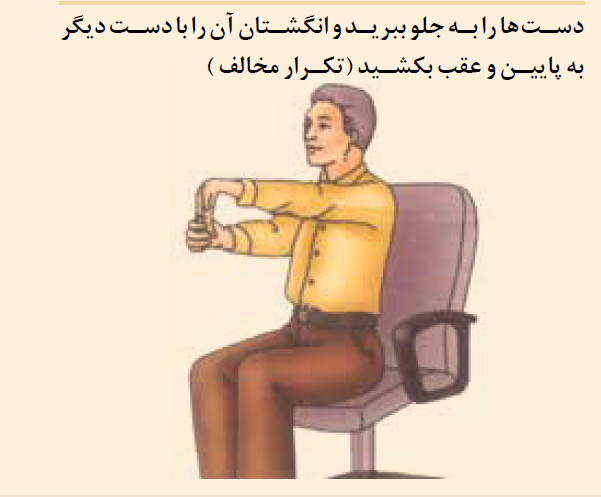 دست‌ها را به جلو ببرید و انگشتان آن را با دست دیگر
به پایین و عقب بکشید (تکرار مخالف)